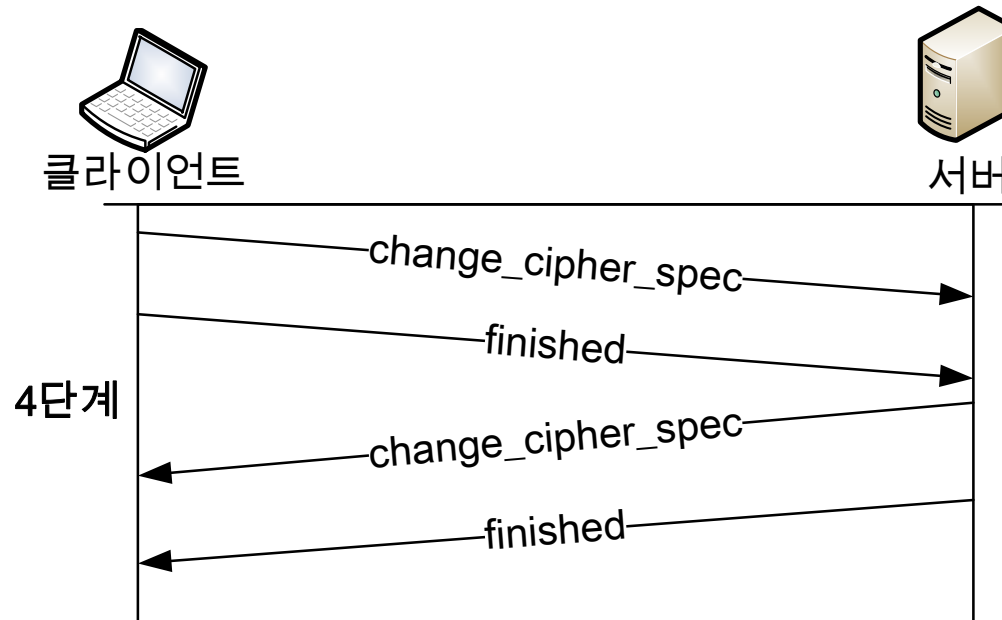 클라이언트
서버
change_cipher_spec
finished
4단계
change_cipher_spec
finished